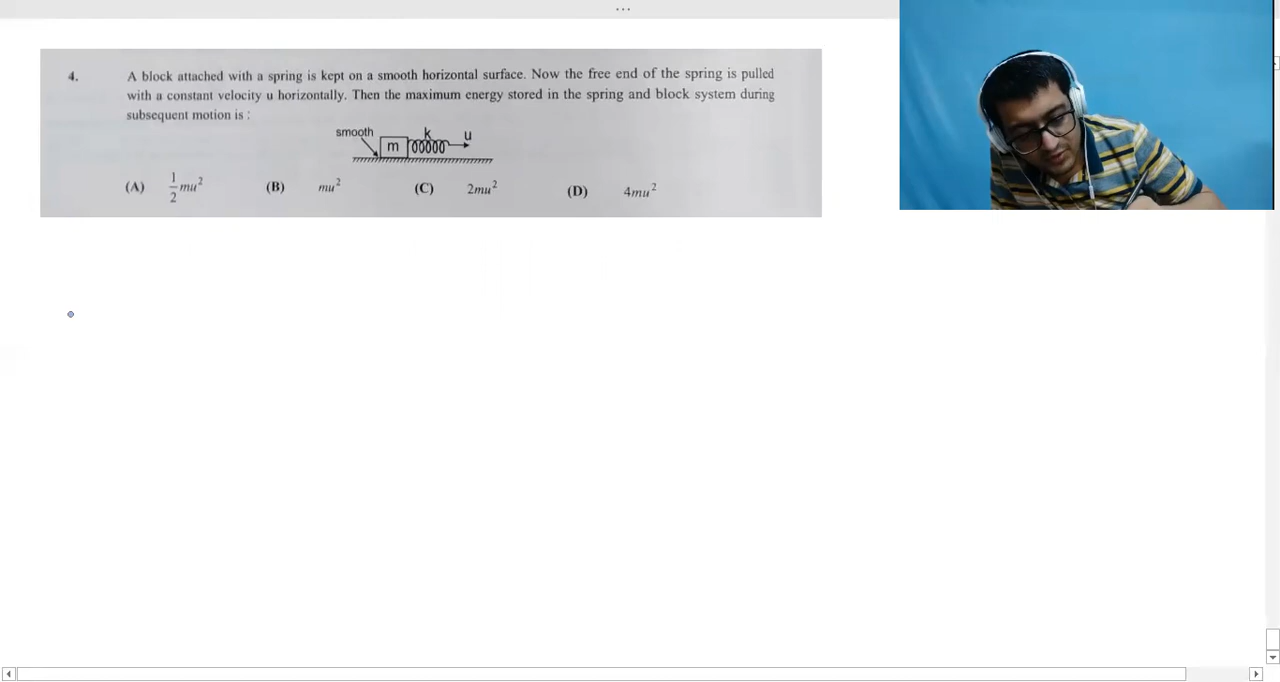 4. A block attached with a spring is kept on a smooth horizontal surface. Now the free end of the spring is pulled
with a constant velocity u horizontally. Then the maximum energy stored in the spring and block system during
subsequent motion is :
smooth m k u
(A) 1/2 mu² (B) mu² (C) 2mu² (D) 4mu²